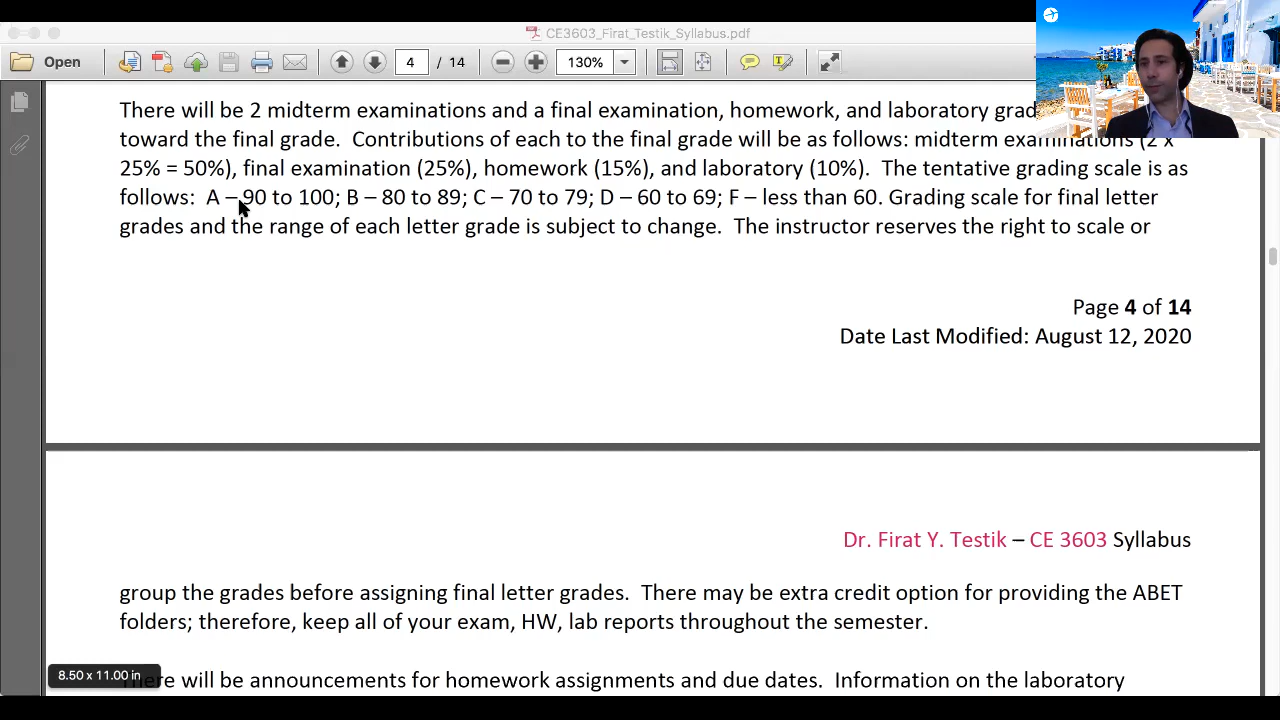 CE3603_Firat_Testik_Syllabus.pdf
Open
4 / 14
130%
There will be 2 midterm examinations and a final examination, homework, and laboratory
toward the final grade. Contributions of each to the final grade will be as follows: midterm examinations (2 x
25% = 50%), final examination (25%), homework (15%), and laboratory (10%). The tentative grading scale is as
follows: A – 90 to 100; B – 80 to 89; C – 70 to 79; D – 60 to 69; F – less than 60. Grading scale for final letter
grades and the range of each letter grade is subject to change. The instructor reserves the right to scale or
Page 4 of 14
Date Last Modified: August 12, 2020
Dr. Firat Y. Testik – CE 3603 Syllabus
group the grades before assigning final letter grades. There may be extra credit option for providing the ABET
folders; therefore, keep all of your exam, HW, lab reports throughout the semester.
8.50 x 11.00 in
will be announcements for homework assignments and due dates. Information on the laboratory